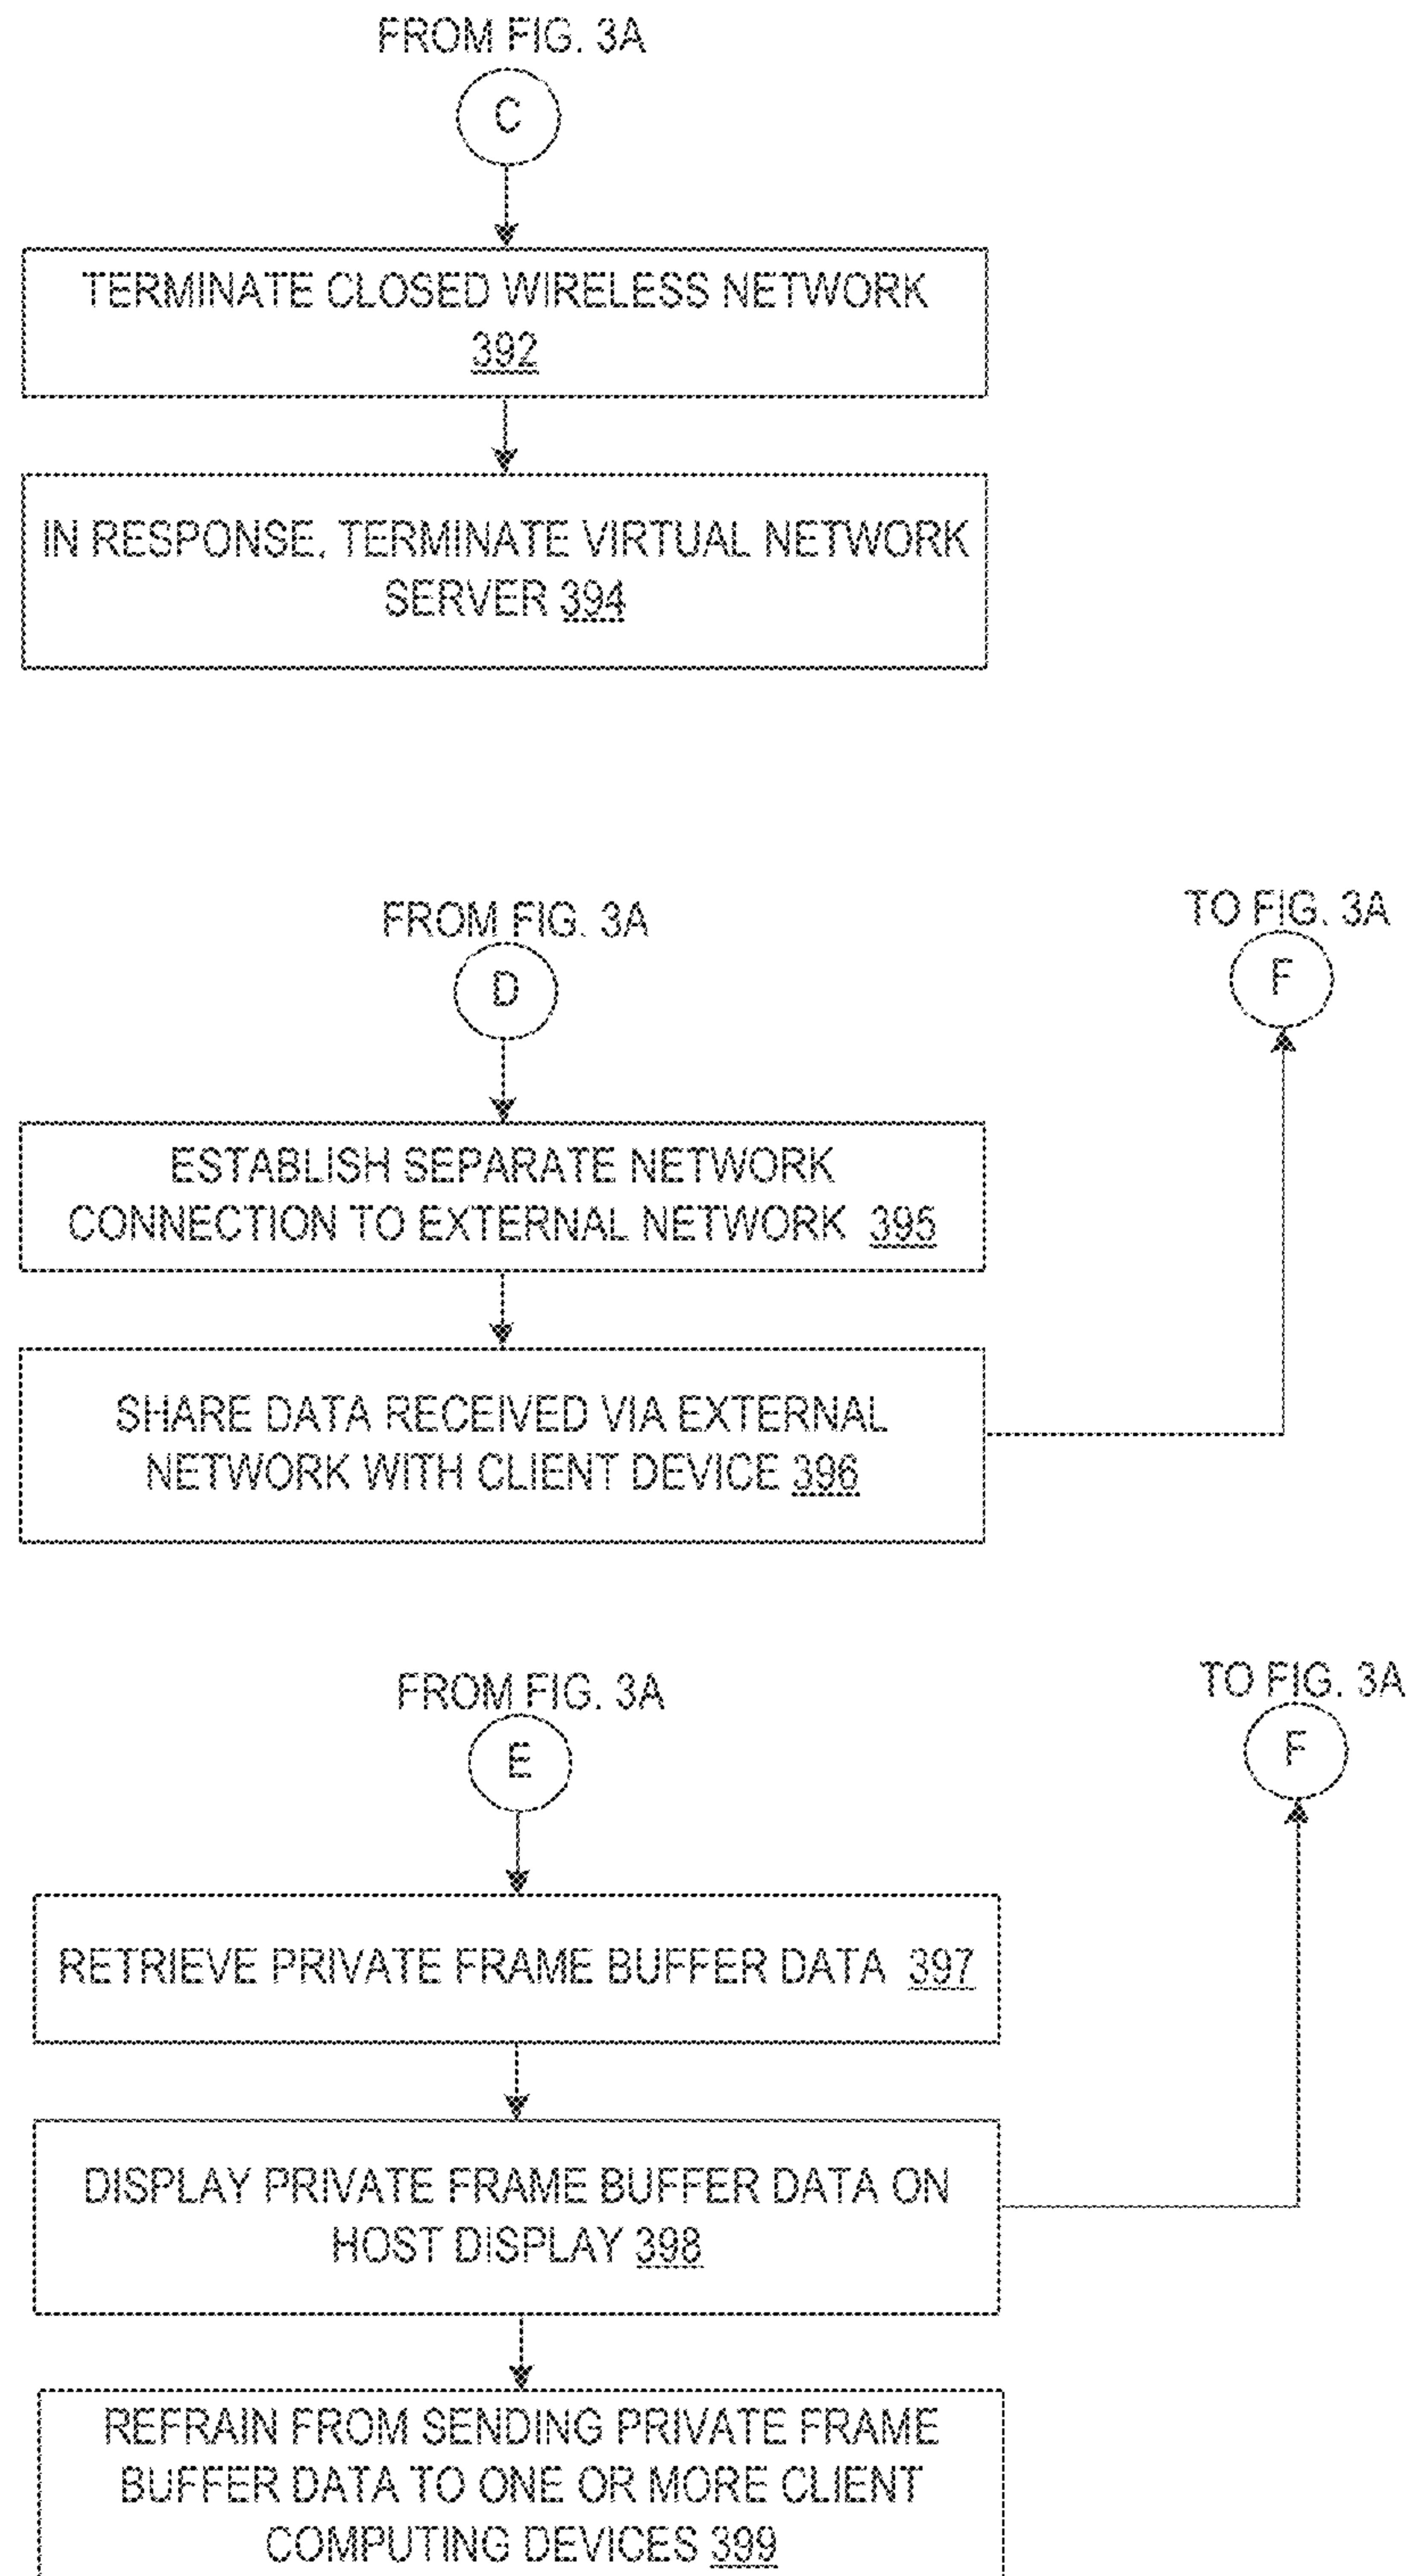 FROM FIG. 3A
C
TERMINATE CLOSED WIRELESS NETWORK
392
IN RESPONSE, TERMINATE VIRTUAL NETWORK
SERVER 394
FROM FIG. 3A
D
TO FIG. 3A
F
ESTABLISH SEPARATE NETWORK
CONNECTION TO EXTERNAL NETWORK 395
SHARE DATA RECEIVED VIA EXTERNAL
NETWORK WITH CLIENT DEVICE 396
FROM FIG. 3A
E
TO FIG. 3A
F
RETRIEVE PRIVATE FRAME BUFFER DATA 397
DISPLAY PRIVATE FRAME BUFFER DATA ON
HOST DISPLAY 398
REFRAIN FROM SENDING PRIVATE FRAME
BUFFER DATA TO ONE OR MORE CLIENT
COMPUTING DEVICES 399